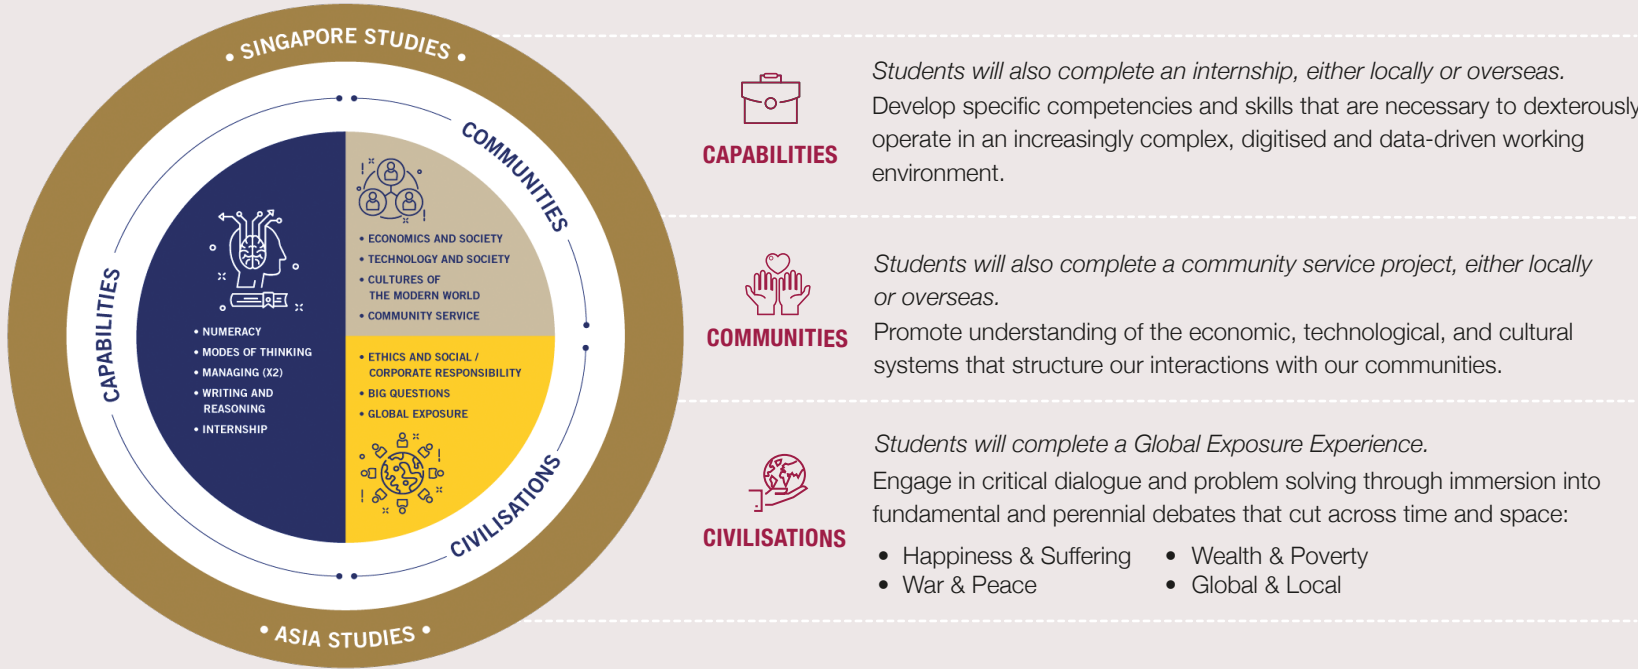 • SINGAPORE STUDIES •
COMMUNITIES
CAPABILITIES
CIVILISATIONS
• ASIA STUDIES •
• NUMERACY
• MODES OF THINKING
• MANAGING (X2)
• WRITING AND
REASONING
• INTERNSHIP
• ECONOMICS AND SOCIETY
• TECHNOLOGY AND SOCIETY
• CULTURES OF
THE MODERN WORLD
• COMMUNITY SERVICE
• ETHICS AND SOCIAL /
CORPORATE RESPONSIBILITY
• BIG QUESTIONS
• GLOBAL EXPOSURE
CAPABILITIES
Students will also complete an internship, either locally or overseas.
Develop specific competencies and skills that are necessary to dexterously
operate in an increasingly complex, digitised and data-driven working
environment.
COMMUNITIES
Students will also complete a community service project, either locally
or overseas.
Promote understanding of the economic, technological, and cultural
systems that structure our interactions with our communities.
CIVILISATIONS
Students will complete a Global Exposure Experience.
Engage in critical dialogue and problem solving through immersion into
fundamental and perennial debates that cut across time and space:
• Happiness & Suffering
• War & Peace
• Wealth & Poverty
• Global & Local